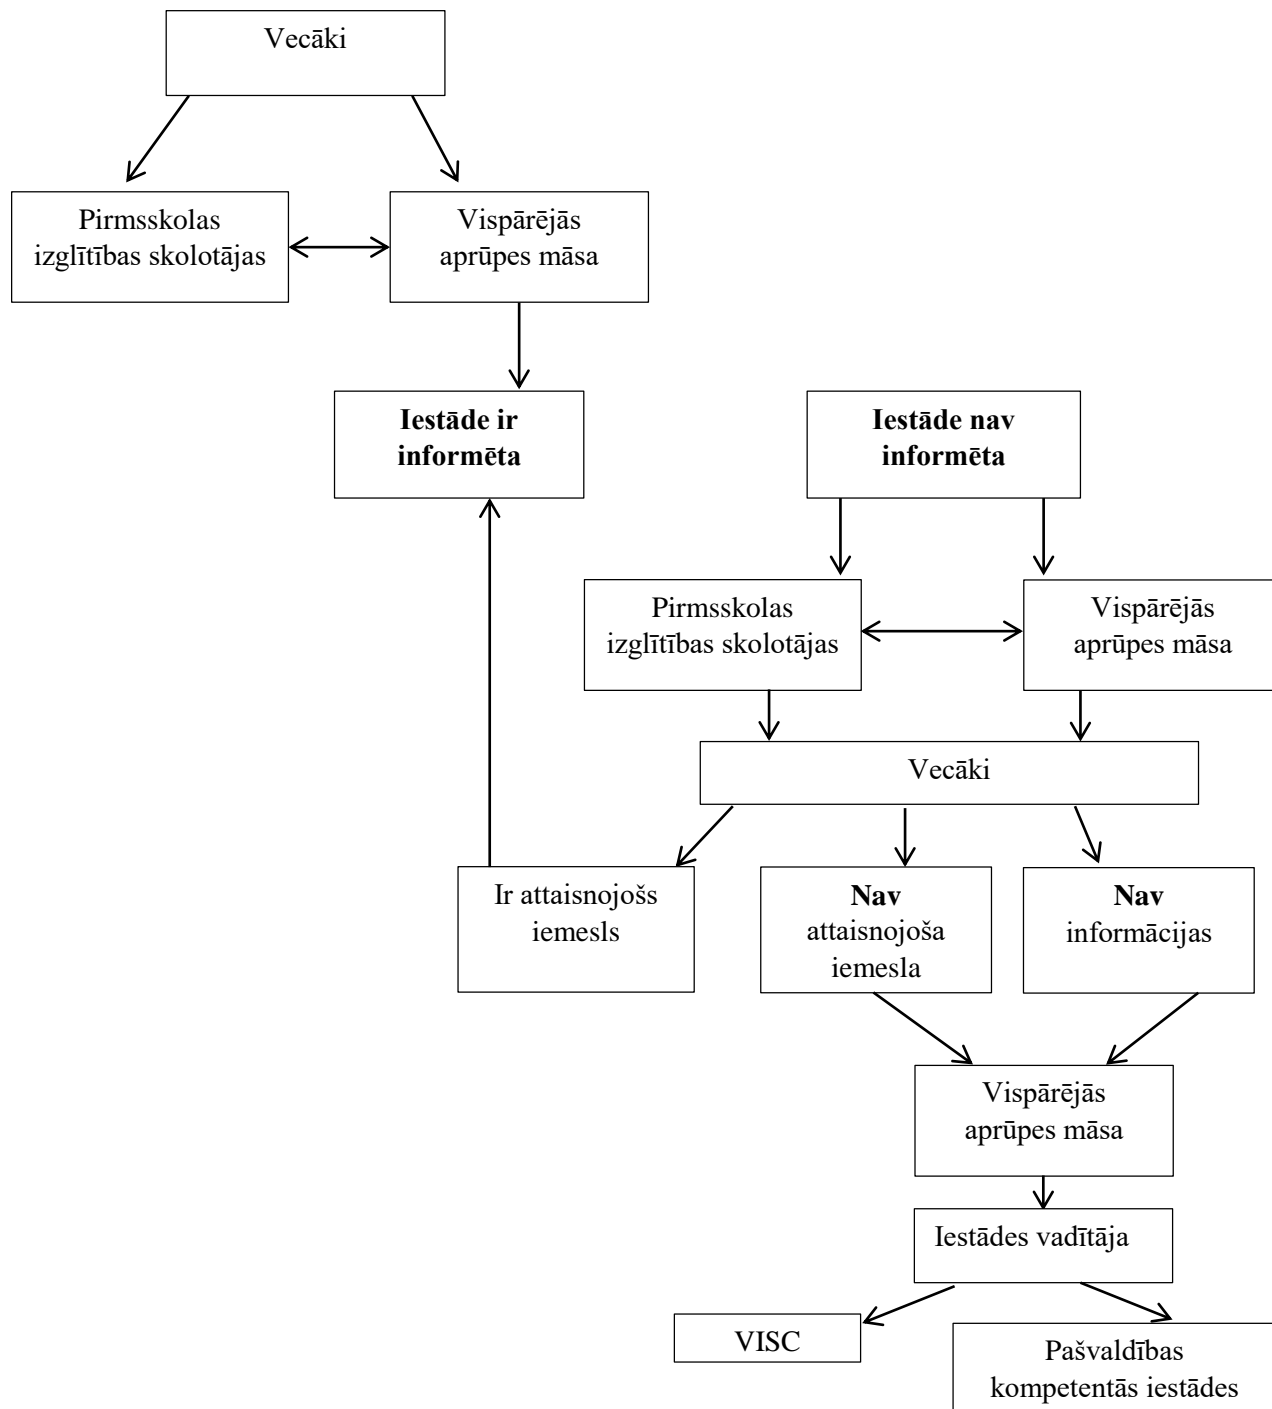 Vecāki
Pirmsskolas
izglītības skolotājas
Vispārējās
aprūpes māsa
Iestāde ir
informēta
Iestāde nav
informēta
Pirmsskolas
izglītības skolotājas
Vispārējās
aprūpes māsa
Vecāki
Ir attaisnojošs
iemesls
Nav
attaisnojoša
iemesla
Nav
informācijas
Vispārējās
aprūpes māsa
Iestādes vadītāja
VISC
Pašvaldības
kompetentās iestādes